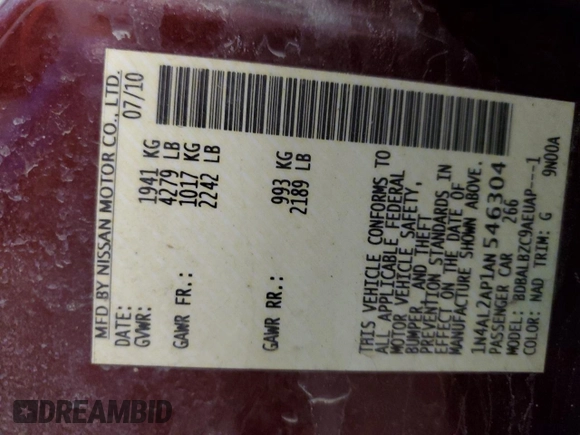 MFD BY NISSAN MOTOR CO., LTD.
DATE: 07/10
GVWR: 1941 KG
4279 LB
GAWR FR.: 1017 KG
2242 LB
GAWR RR.: 993 KG
2189 LB
THIS VEHICLE CONFORMS TO
ALL APPLICABLE FEDERAL
MOTOR VEHICLE SAFETY,
BUMPER, AND THEFT
PREVENTION STANDARDS IN
EFFECT ON THE DATE OF
MANUFACTURE SHOWN ABOVE.
1N4AL2AP1AN546304
PASSENGER CAR 266
MODEL: BDBALBZC9AEUAP---1
COLOR: NAD TRIM: G 9N00A
DREAMBID